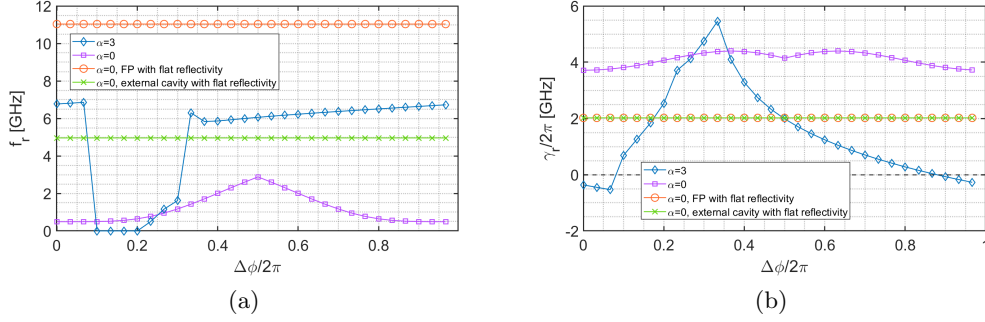 12
10
8
6
4
2
0
f_r [GHz]
α=3
α=0
α=0, FP with flat reflectivity
α=0, external cavity with flat reflectivity
0 0.2 0.4 0.6 0.8
Δϕ/2π
(a)
6
4
2
0
-2
γ_r/2π [GHz]
α=3
α=0
α=0, FP with flat reflectivity
α=0, external cavity with flat reflectivity
0 0.2 0.4 0.6 0.8 1
Δϕ/2π
(b)